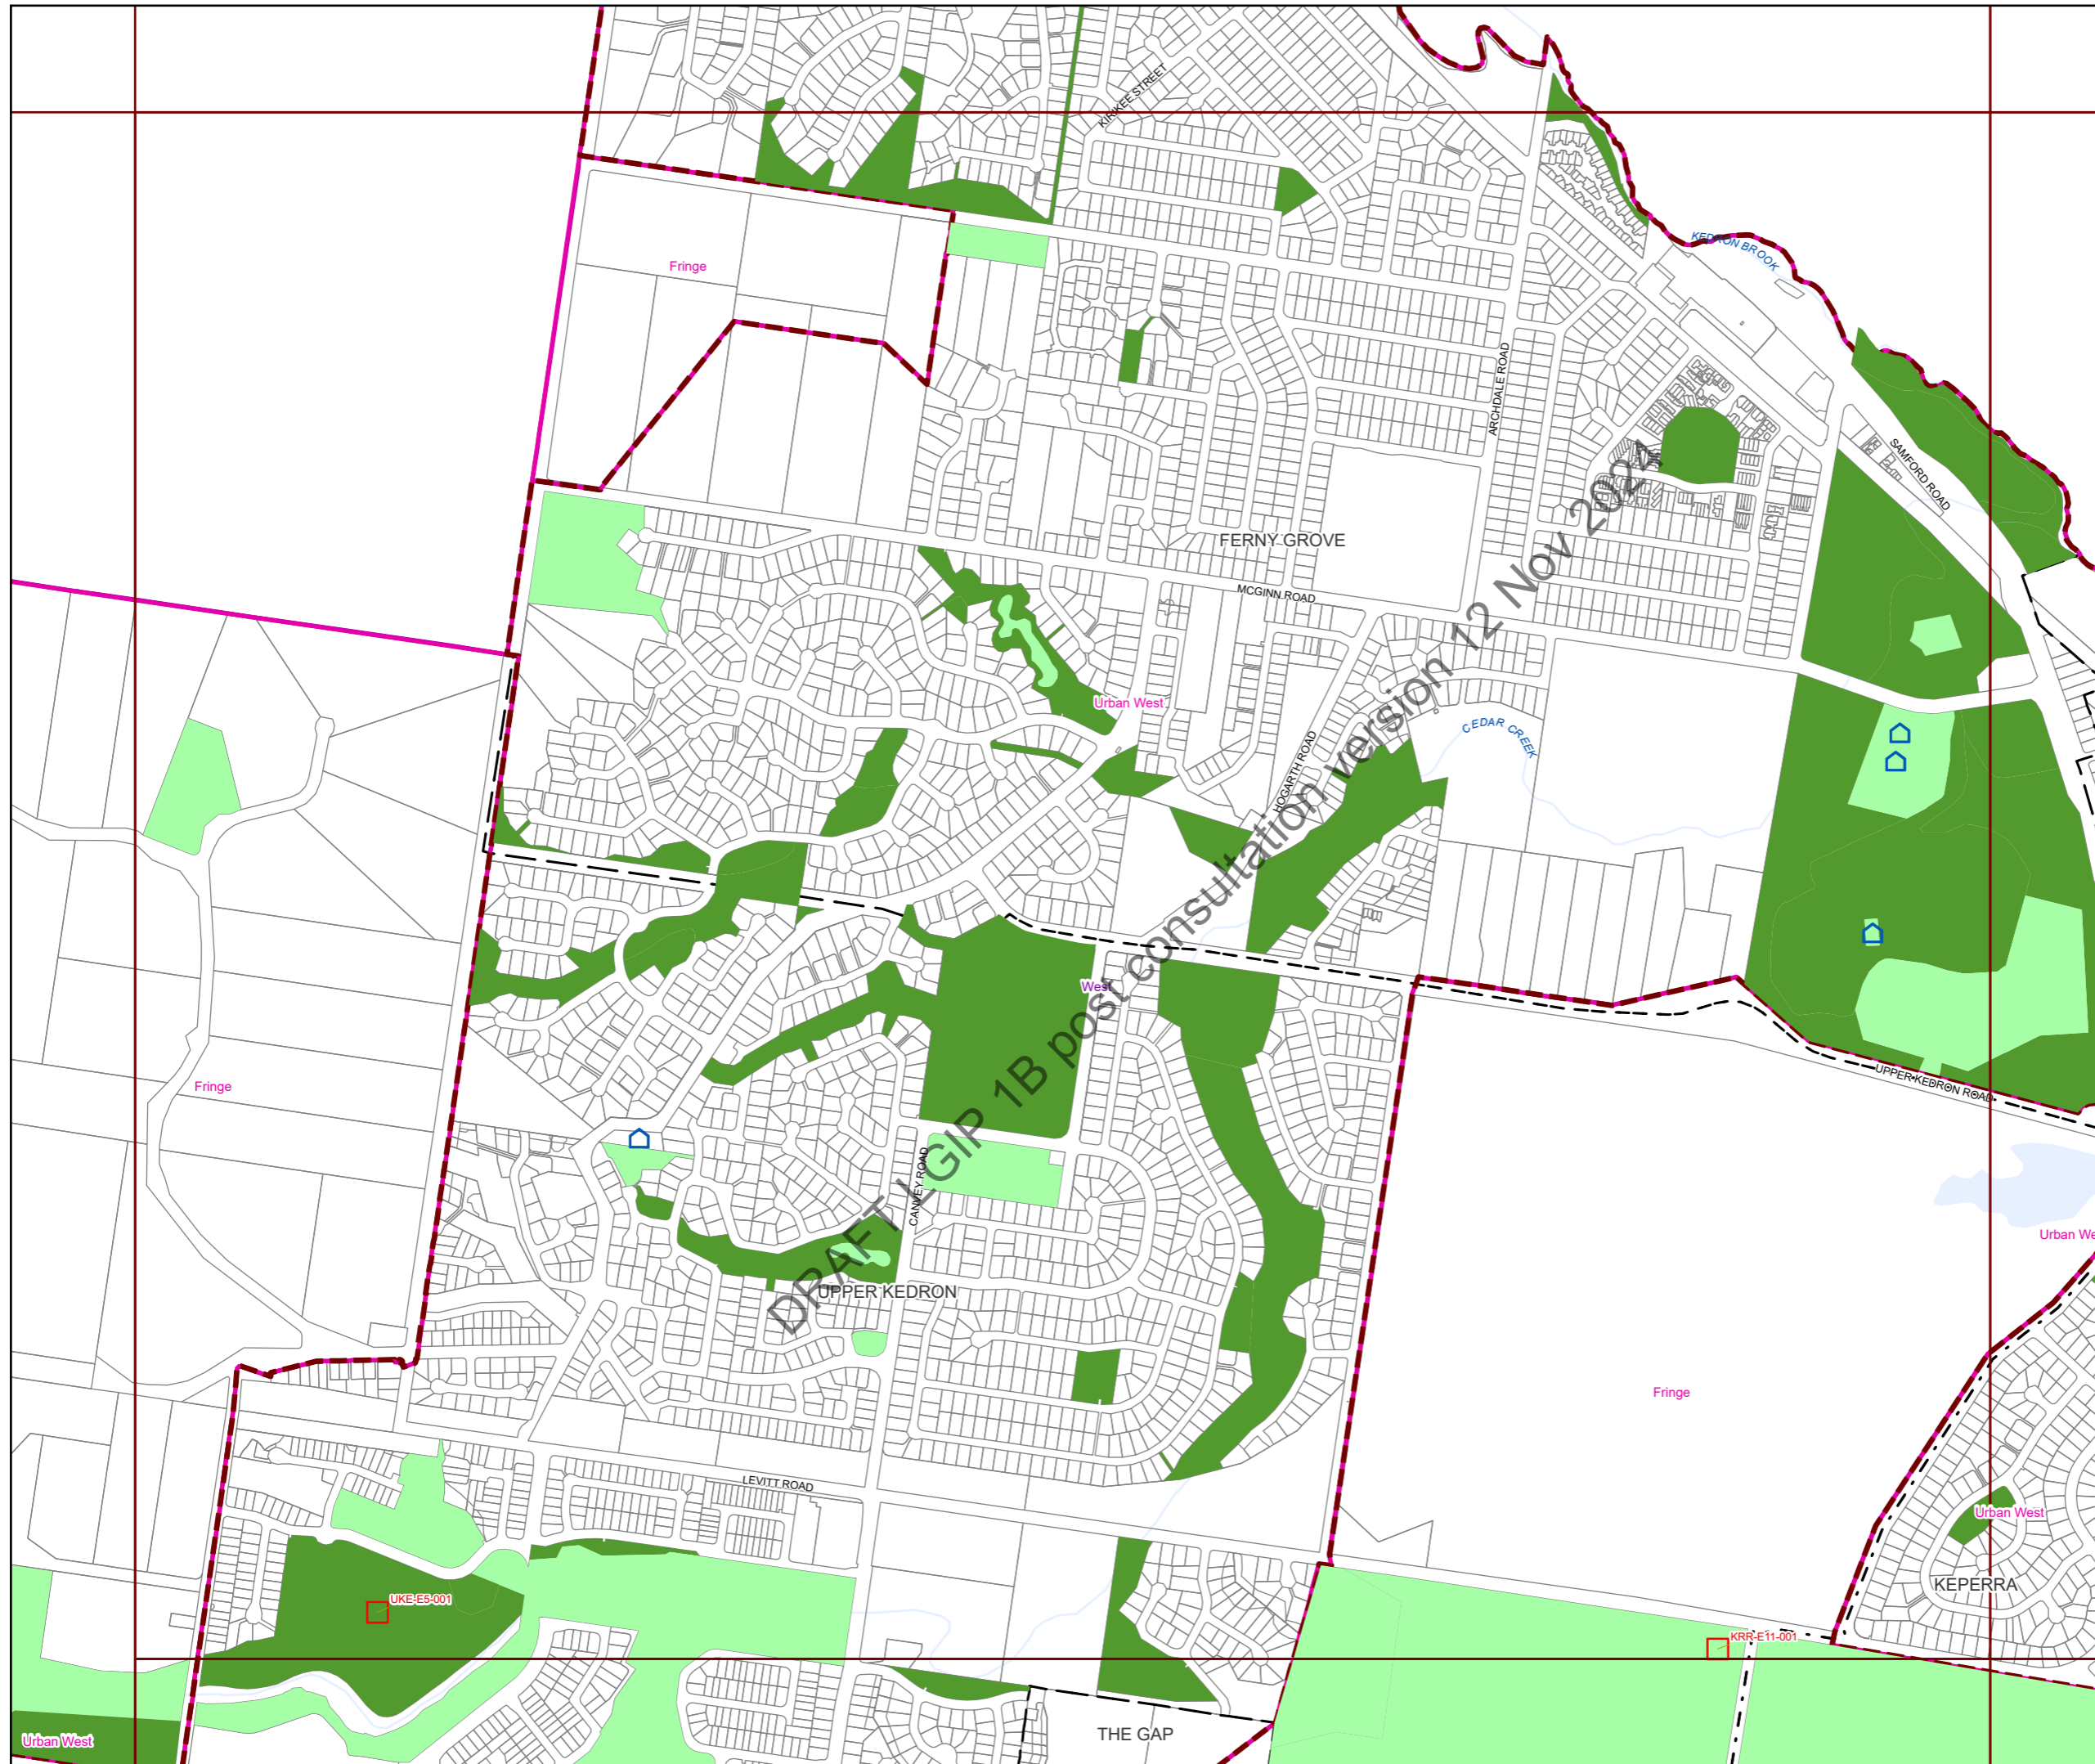 KIRIKEE STREET
KEDRON BROOK
Fringe
ARCHDALE ROAD
SAMFORD ROAD
FERNY GROVE
MCGINN ROAD
Urban West
CEDAR CREEK
HOGARTH ROAD
West
DRAFT LGIP 1B post consultation version 12 Nov 2024
Fringe
UPPER KEDRON ROAD
CANVEY ROAD
Urban We
UPPER KEDRON
Fringe
LEVITT ROAD
Urban West
KEPERRA
UKE-E5-001
KRR-E11-001
THE GAP
Urban West